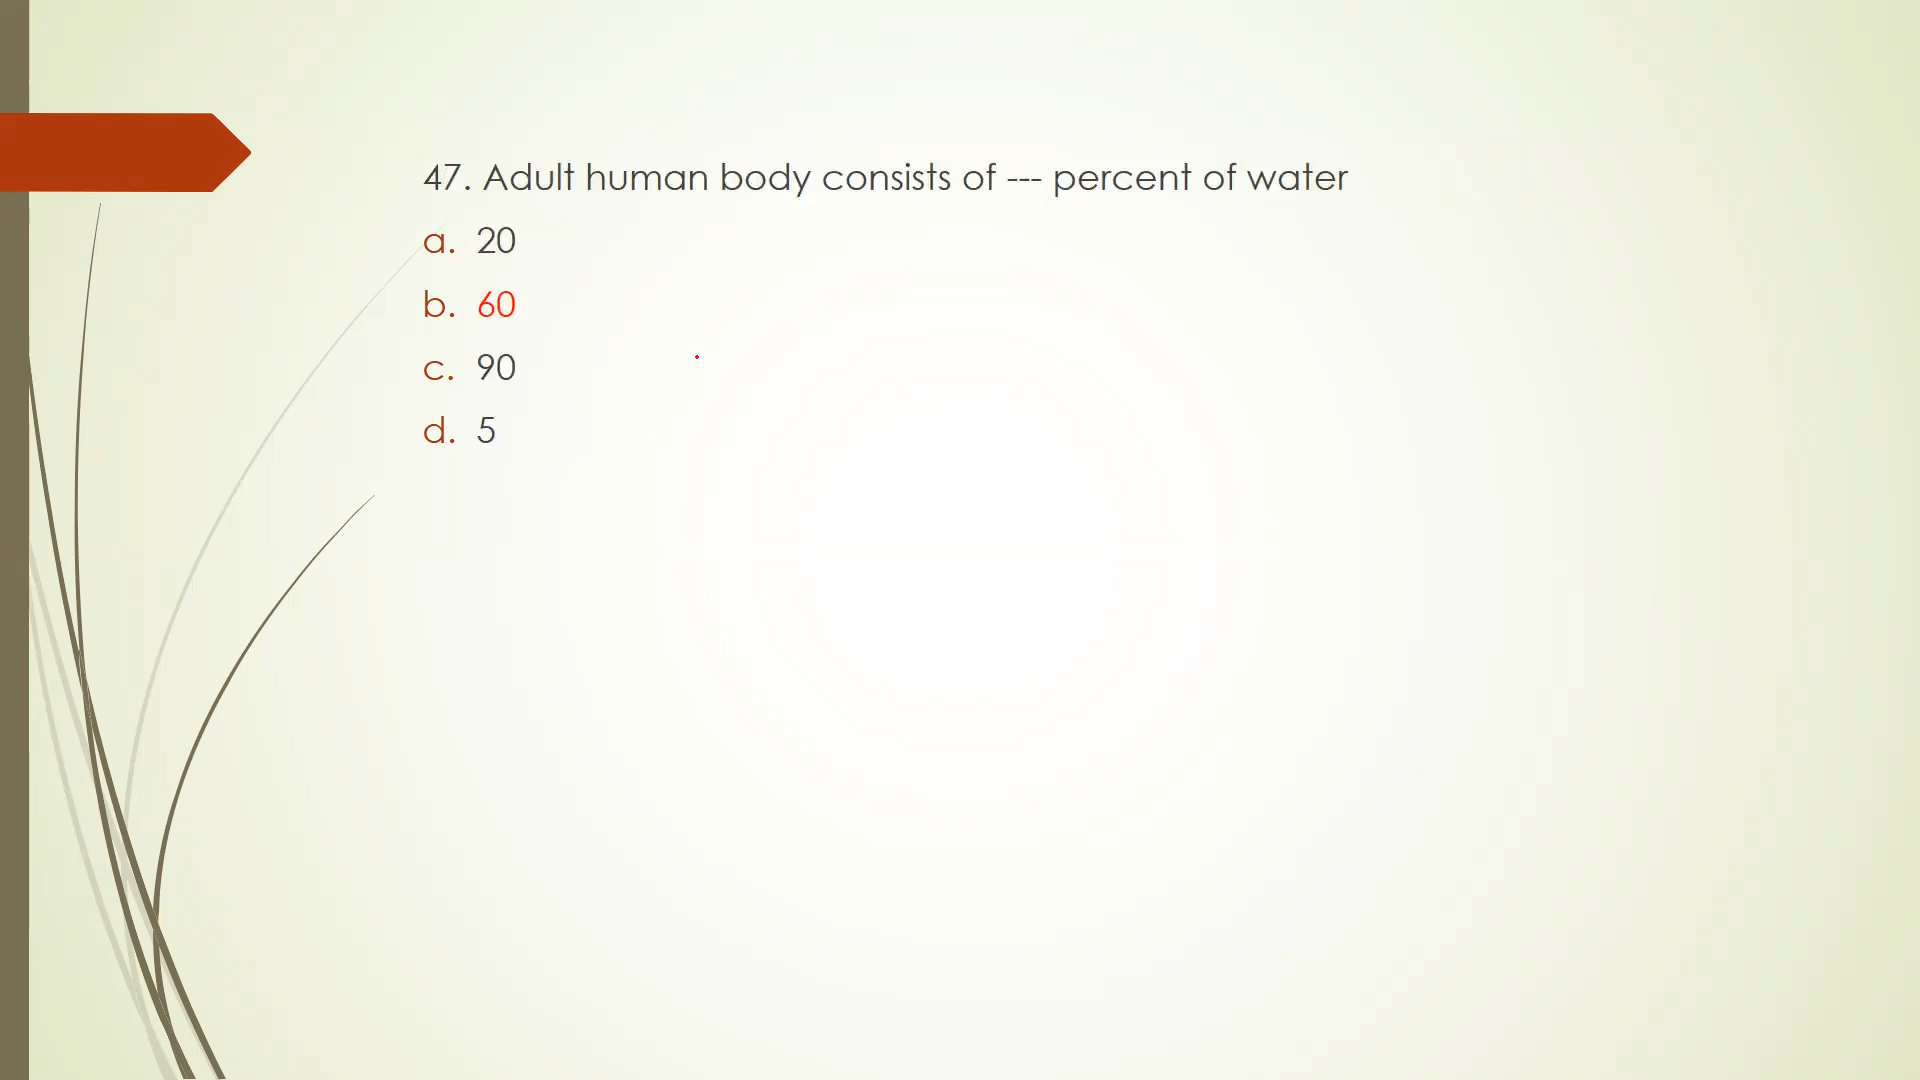 47. Adult human body consists of --- percent of water
a. 20
b. 60
c. 90
d. 5